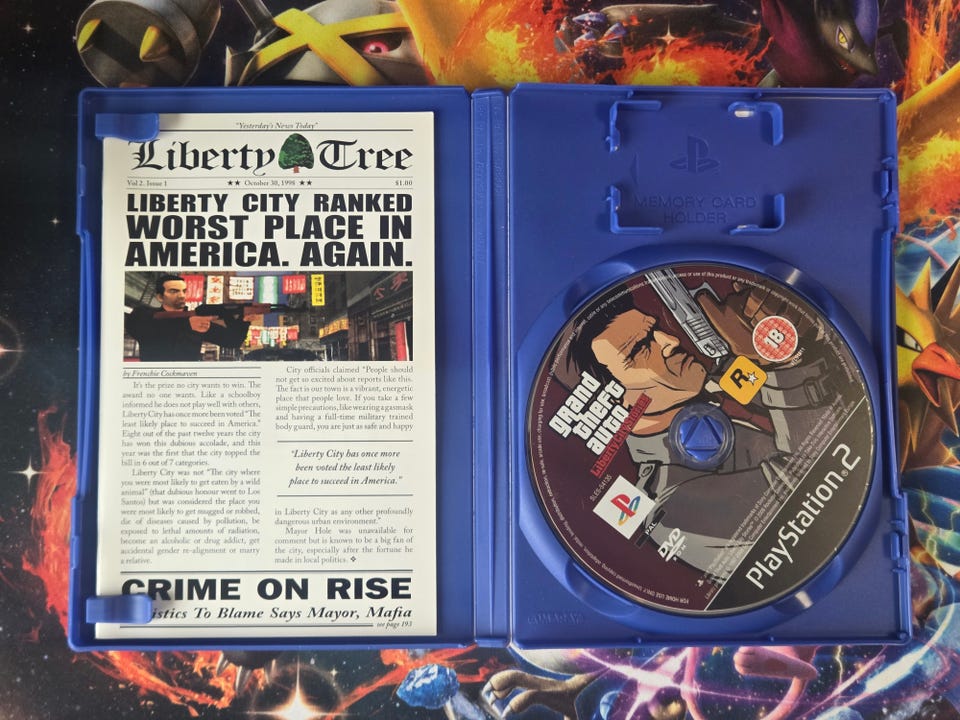 "Yesterday's News Today"
Liberty Tree
Vol 2. Issue 1 ★★ October 30, 1998 ★★ $1.00
LIBERTY CITY RANKED
WORST PLACE IN
AMERICA. AGAIN.
by Frenchie Cockmaven
It's the prize no city wants to win. The
award no one wants. Like a schoolboy
informed he does not play well with others,
Liberty City has once more been voted "The
least likely place to succeed in America."
Eight out of the past twelve years the city
has won this dubious accolade, and this
year was the first that the city topped the
bill in 6 out of 7 categories.
Liberty City was not "The city where
you were most likely to get eaten by a wild
animal" (that dubious honour went to Los
Santos) but was considered the place you
were most likely to get mugged or robbed,
die of diseases caused by pollution, be
exposed to lethal amounts of radiation,
become an alcoholic or drug addict, get
accidental gender re-alignment or marry
a relative.
City officials claimed "People should
not get so excited about reports like this.
The fact is our town is a vibrant, energetic
place that people love. If you take a few
simple precautions, like wearing a gasmask
and having a full-time military trained
body guard, you are just as safe and happy
"Liberty City has once more
been voted the least likely
place to succeed in America."
in Liberty City as any other profoundly
dangerous urban environment."
Mayor Hole was unavailable for
comment but is known to be a big fan of
the city, especially after the fortune he
made in local politics. ❖
CRIME ON RISE
istics To Blame Says Mayor, Mafia
see page 193
MEMORY CARD
HOLDER
18
R★
grand
theft
auto
Liberty City Stories
SLES-54135
PAL
DVD
PlayStation.2
FOR HOME USE ONLY